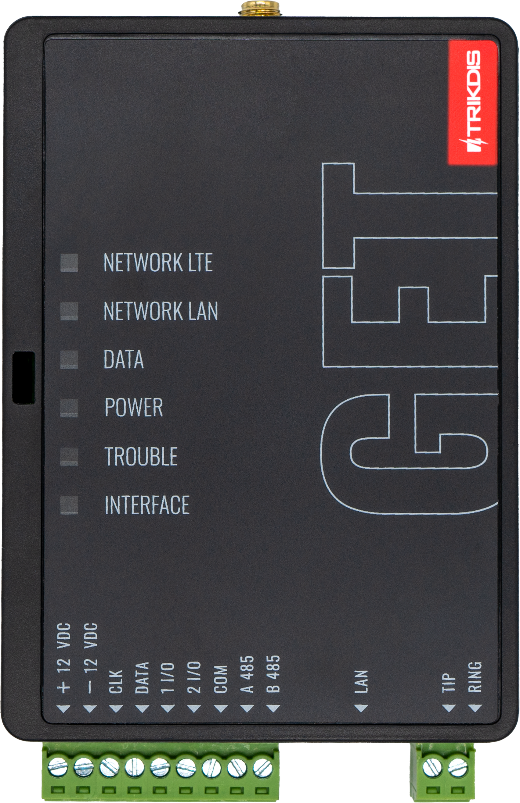 TRIKDIS
GET
NETWORK LTE
NETWORK LAN
DATA
POWER
TROUBLE
INTERFACE
+ 12 VDC
− 12 VDC
CLK
DATA
1 I/O
2 I/O
COM
A 485
B 485
LAN
TIP
RING